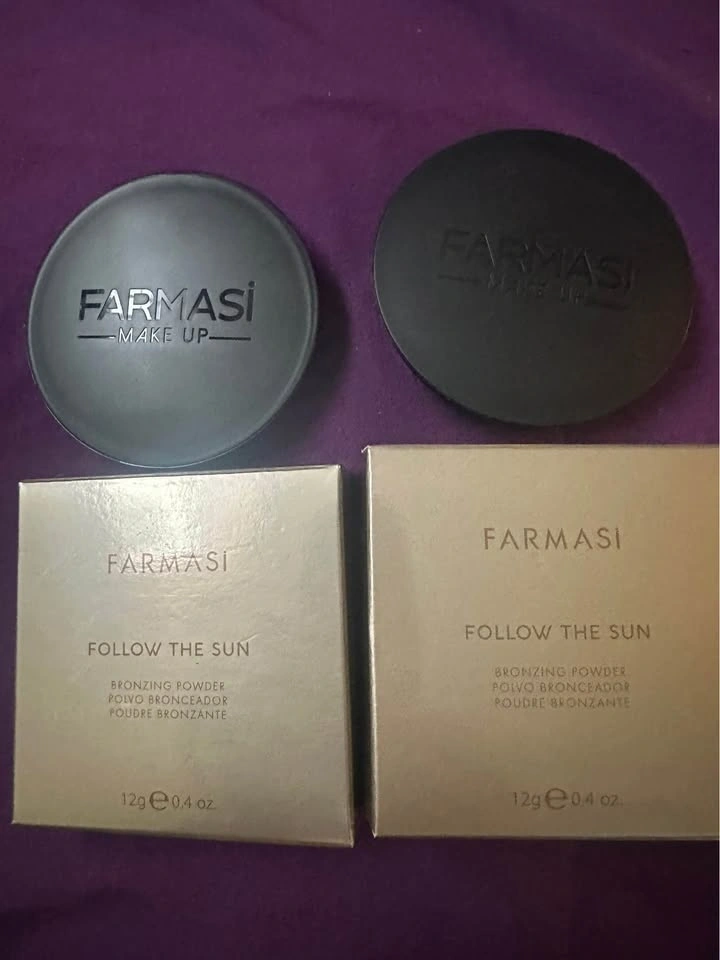 FARMASİ
MAKE UP
FARMASİ
MAKE UP
FARMASİ
FOLLOW THE SUN
BRONZING POWDER
POLVO BRONCEADOR
POUDRE BRONZANTE
12g ℮ 0,4 oz.
FARMASİ
FOLLOW THE SUN
BRONZING POWDER
POLVO BRONCEADOR
POUDRE BRONZANTE
12g ℮ 0,4 oz.